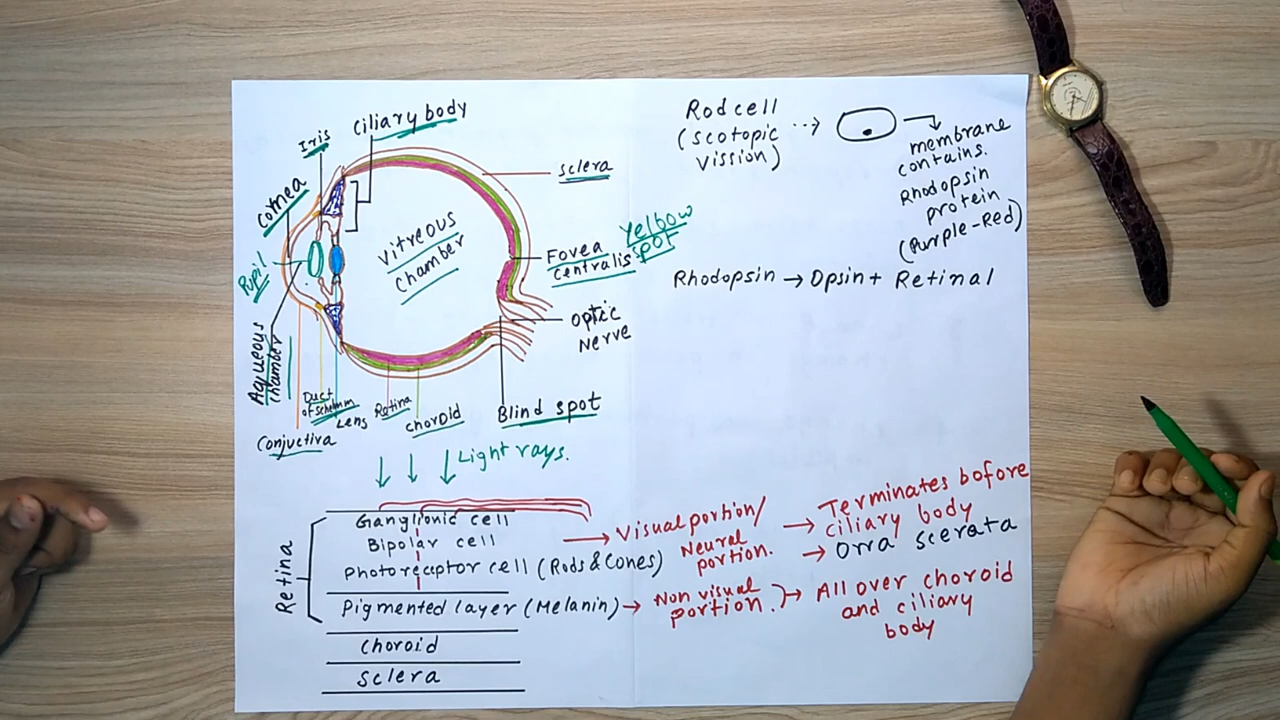 Ciliary body
Iris
Cornea
Pupil
Aqueous
chamber
Vitreous
chamber
sclera
Yelbow
spot
Fovea
centralis
optic
Nerve
Blind spot
Duct
of schelmm
Lens
Retina
choroid
Conjuctiva
Light rays.
Retina
Ganglionic cell
Bipolar cell
Photoreceptor cell (Rods & Cones)
Pigmented layer (Melanin)
choroid
sclera
Visual portion/
Neural
portion.
Terminates bofore
ciliary body
Orra scerata
Non visual
portion.
All over choroid
and ciliary
body
Rod cell
(scotopic
vission)
membrane
contains.
Rhodopsin
protein
(purple-Red)
Rhodopsin → Opsin + Retinal